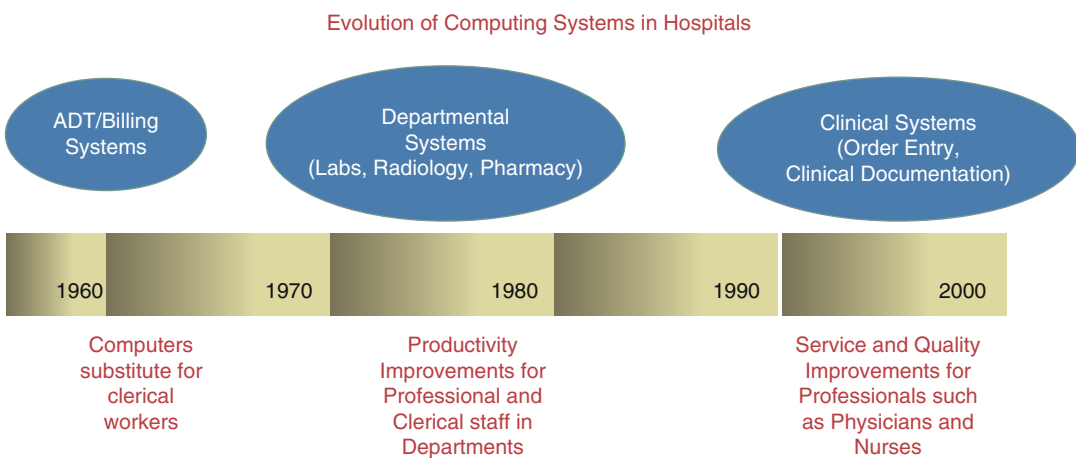 Evolution of Computing Systems in Hospitals
ADT/Billing
Systems
Departmental
Systems
(Labs, Radiology, Pharmacy)
Clinical Systems
(Order Entry,
Clinical Documentation)
1960
1970
1980
1990
2000
Computers
substitute for
clerical
workers
Productivity
Improvements for
Professional and
Clerical staff in
Departments
Service and Quality
Improvements for
Professionals such
as Physicians and
Nurses